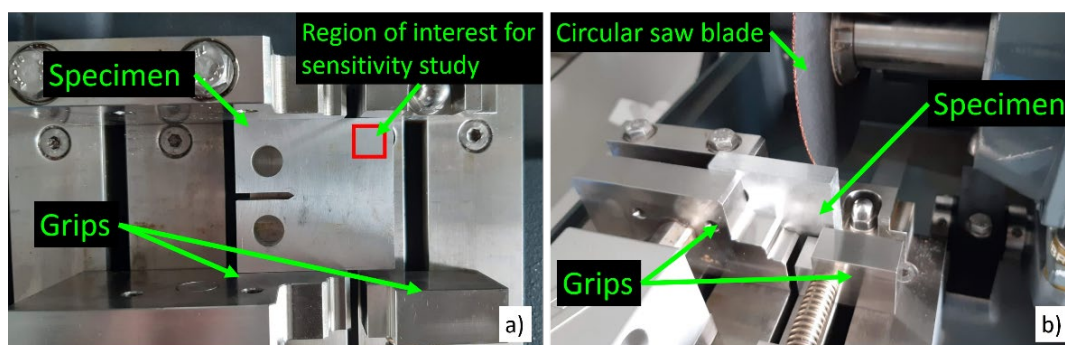 Specimen
Region of interest for
sensitivity study
Grips
a)
Circular saw blade
Specimen
Grips
b)